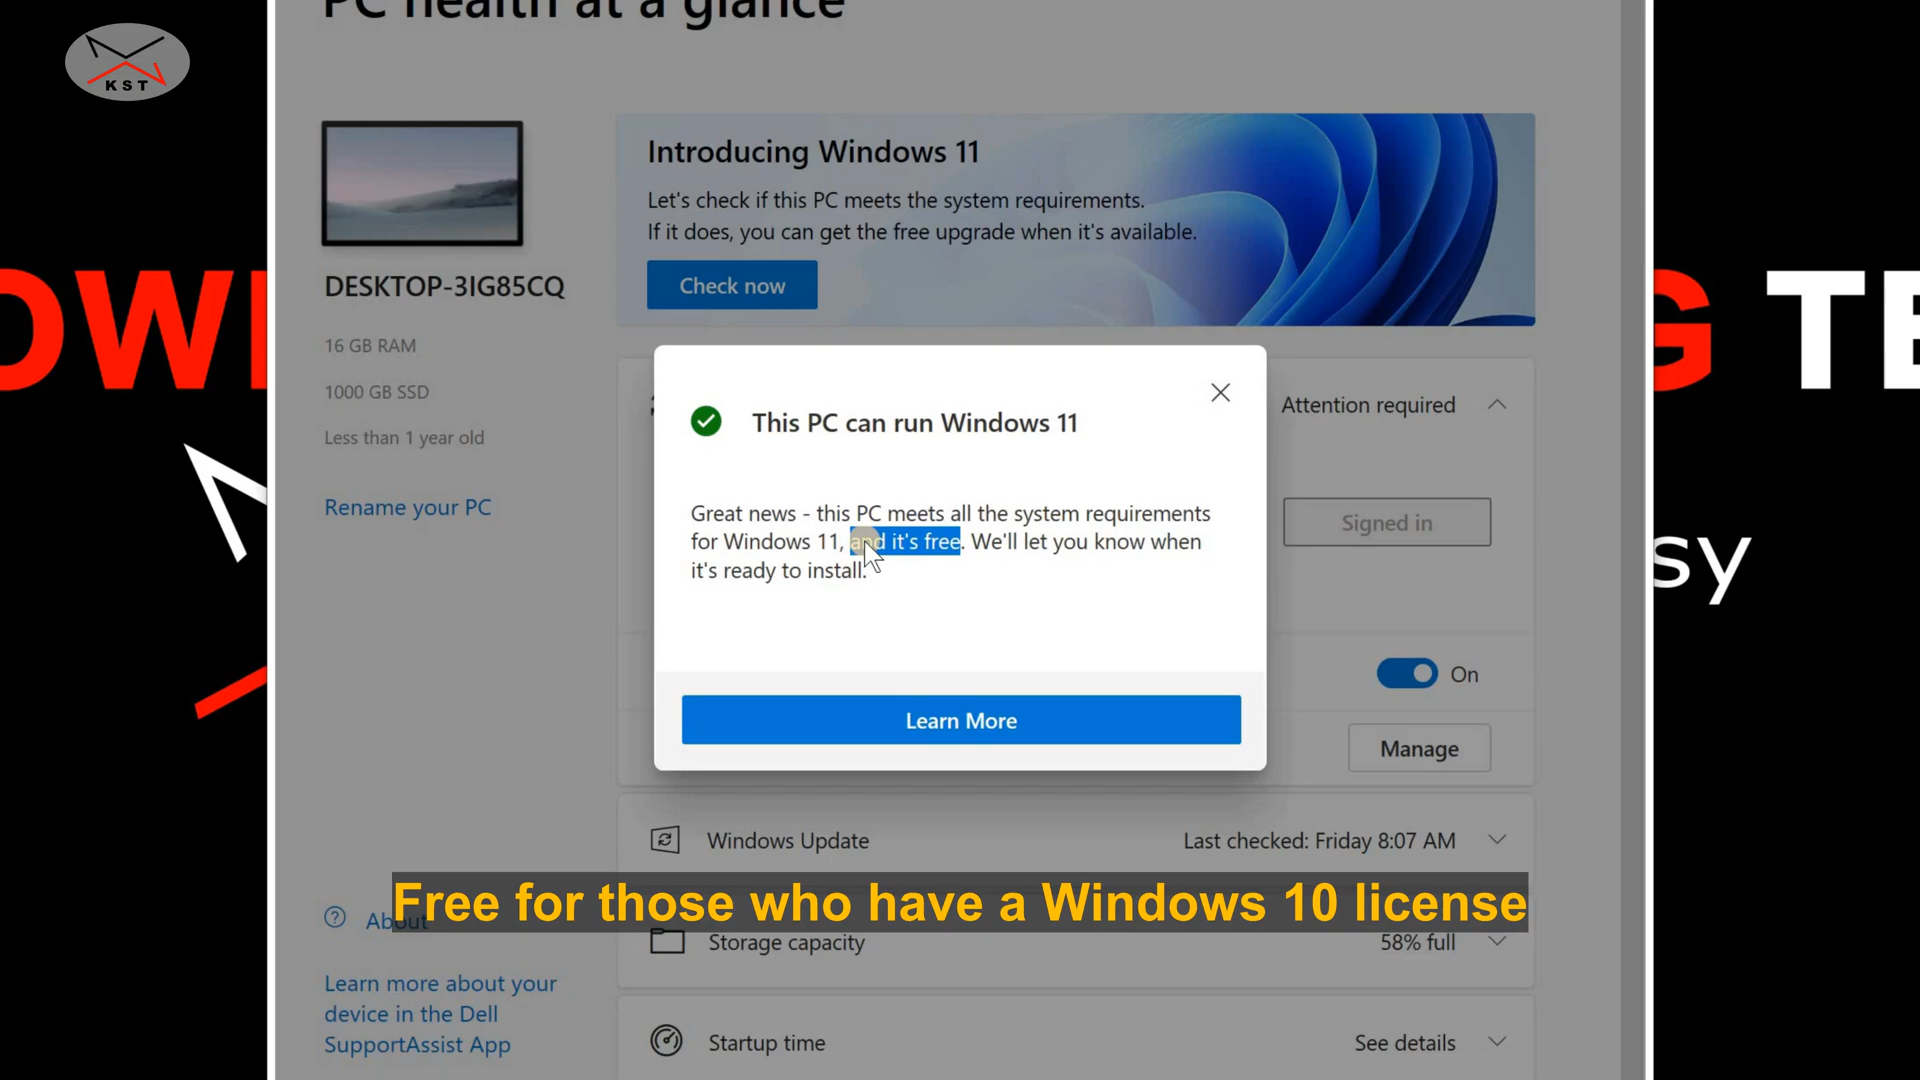 PC health at a glance
KST
Introducing Windows 11
Let's check if this PC meets the system requirements.
If it does, you can get the free upgrade when it's available.
Check now
DESKTOP-3IG85CQ
16 GB RAM
1000 GB SSD
Less than 1 year old
Rename your PC
OW
G TE
sy
Attention required
This PC can run Windows 11
Great news - this PC meets all the system requirements
for Windows 11, and it's free. We'll let you know when
it's ready to install.
Signed in
On
Learn More
Manage
Windows Update
Last checked: Friday 8:07 AM
Free for those who have a Windows 10 license
About
Storage capacity
58% full
Learn more about your
device in the Dell
SupportAssist App
Startup time
See details